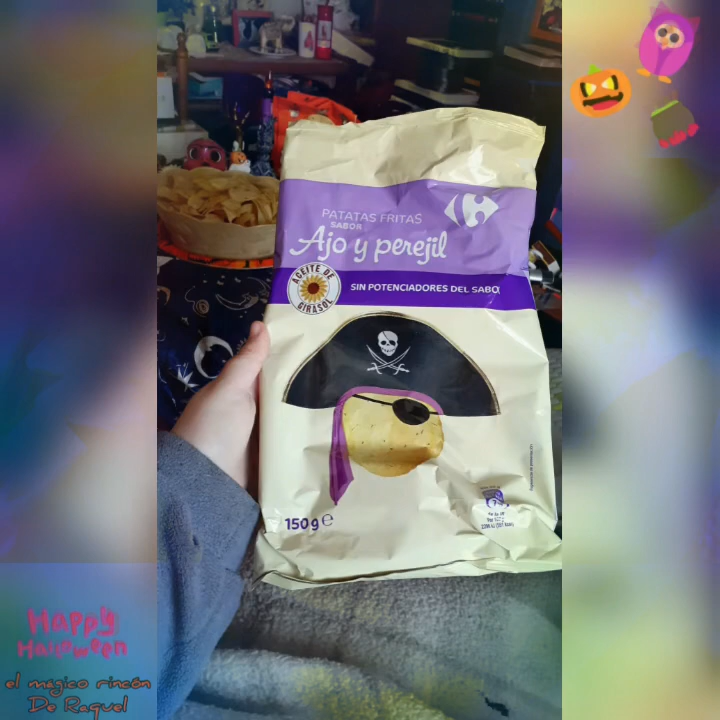 PATATAS FRITAS
SABOR
Ajo y perejil
ACEITE DE
GIRASOL
SIN POTENCIADORES DEL SABO
150g e
Happy
Halloween
el mágico rincón
De Raquel